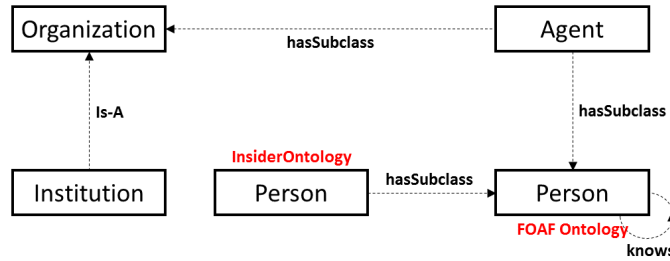 Organization
Agent
hasSubclass
Is-A
hasSubclass
InsiderOntology
hasSubclass
Institution
Person
Person
FOAF Ontology
knows